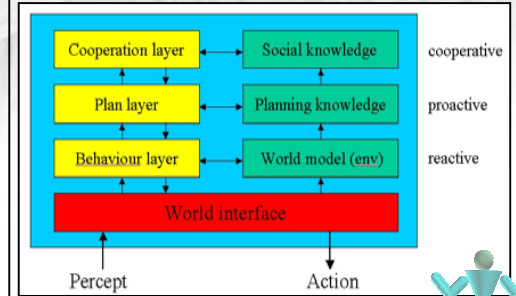 Cooperation layer Social knowledge cooperative
Plan layer Planning knowledge proactive
Behaviour layer World model (env) reactive
World interface
Percept Action